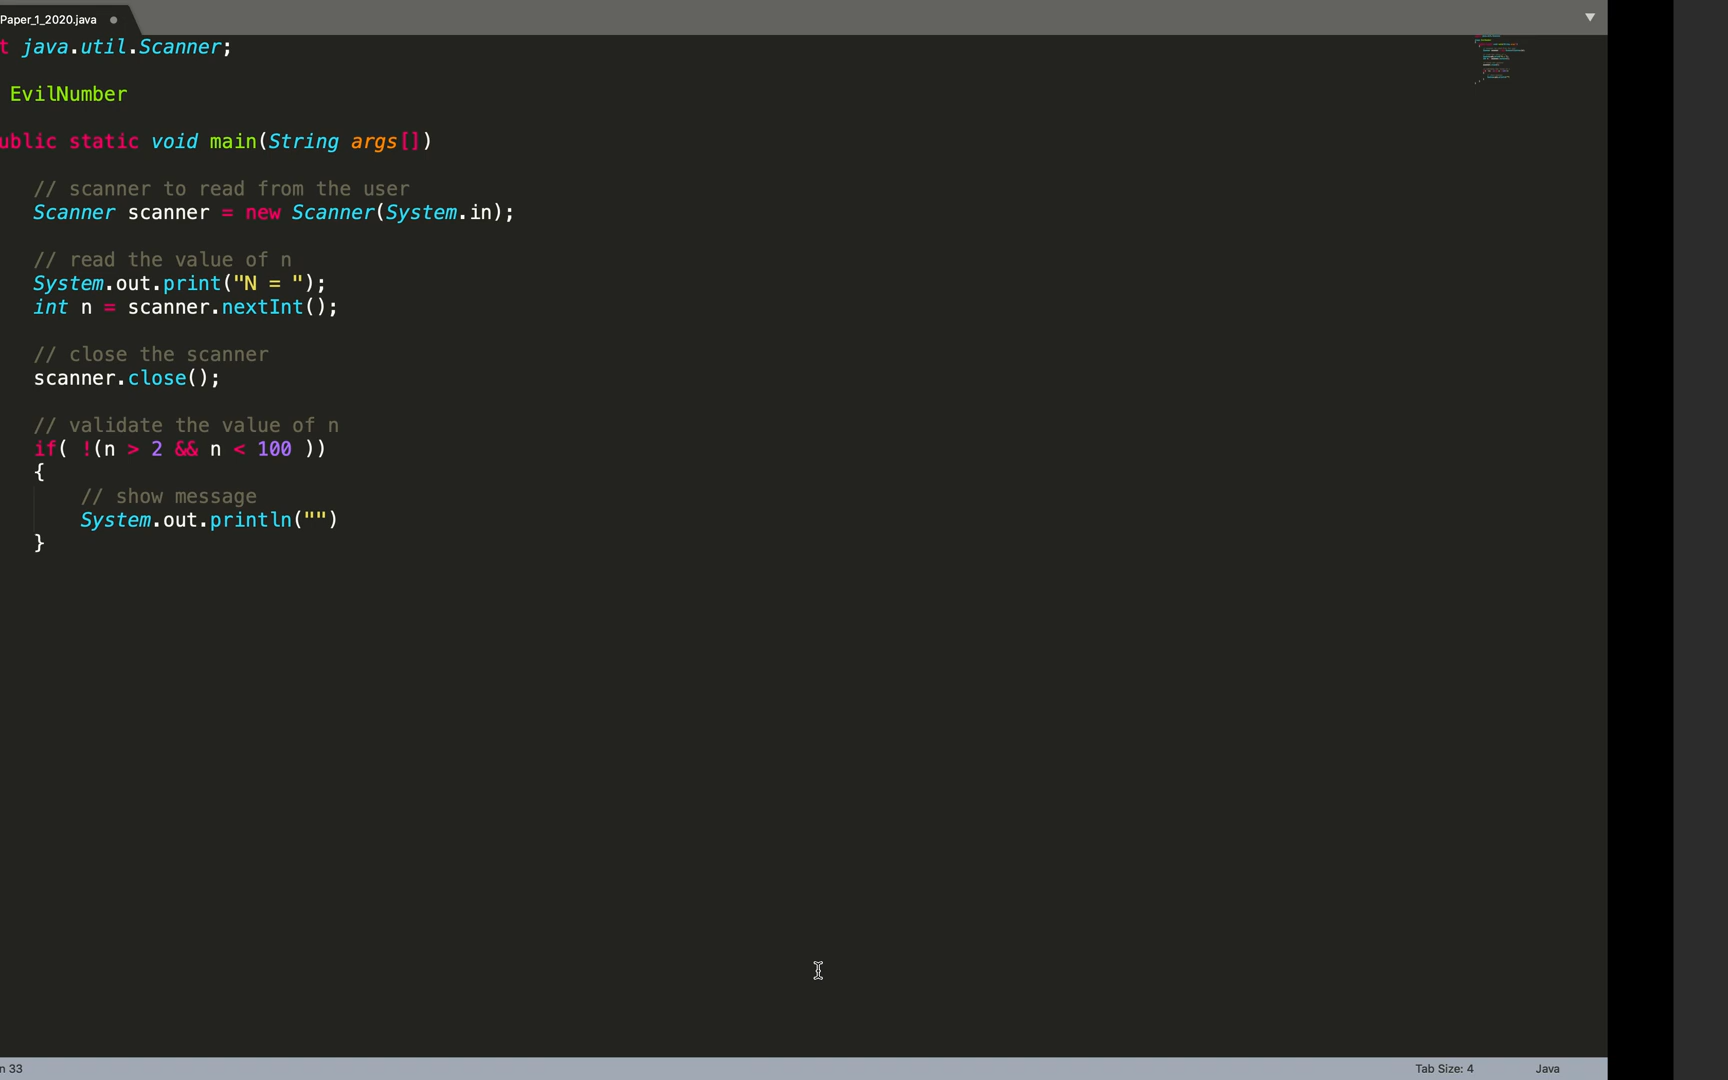 Paper_1_2020.java
t java.util.Scanner;
EvilNumber
ublic static void main(String args[])
// scanner to read from the user
Scanner scanner = new Scanner(System.in);
// read the value of n
System.out.print("N = ");
int n = scanner.nextInt();
// close the scanner
scanner.close();
// validate the value of n
if( !(n > 2 && n < 100 ))
{
// show message
System.out.println("")
}
n 33
Tab Size: 4
Java